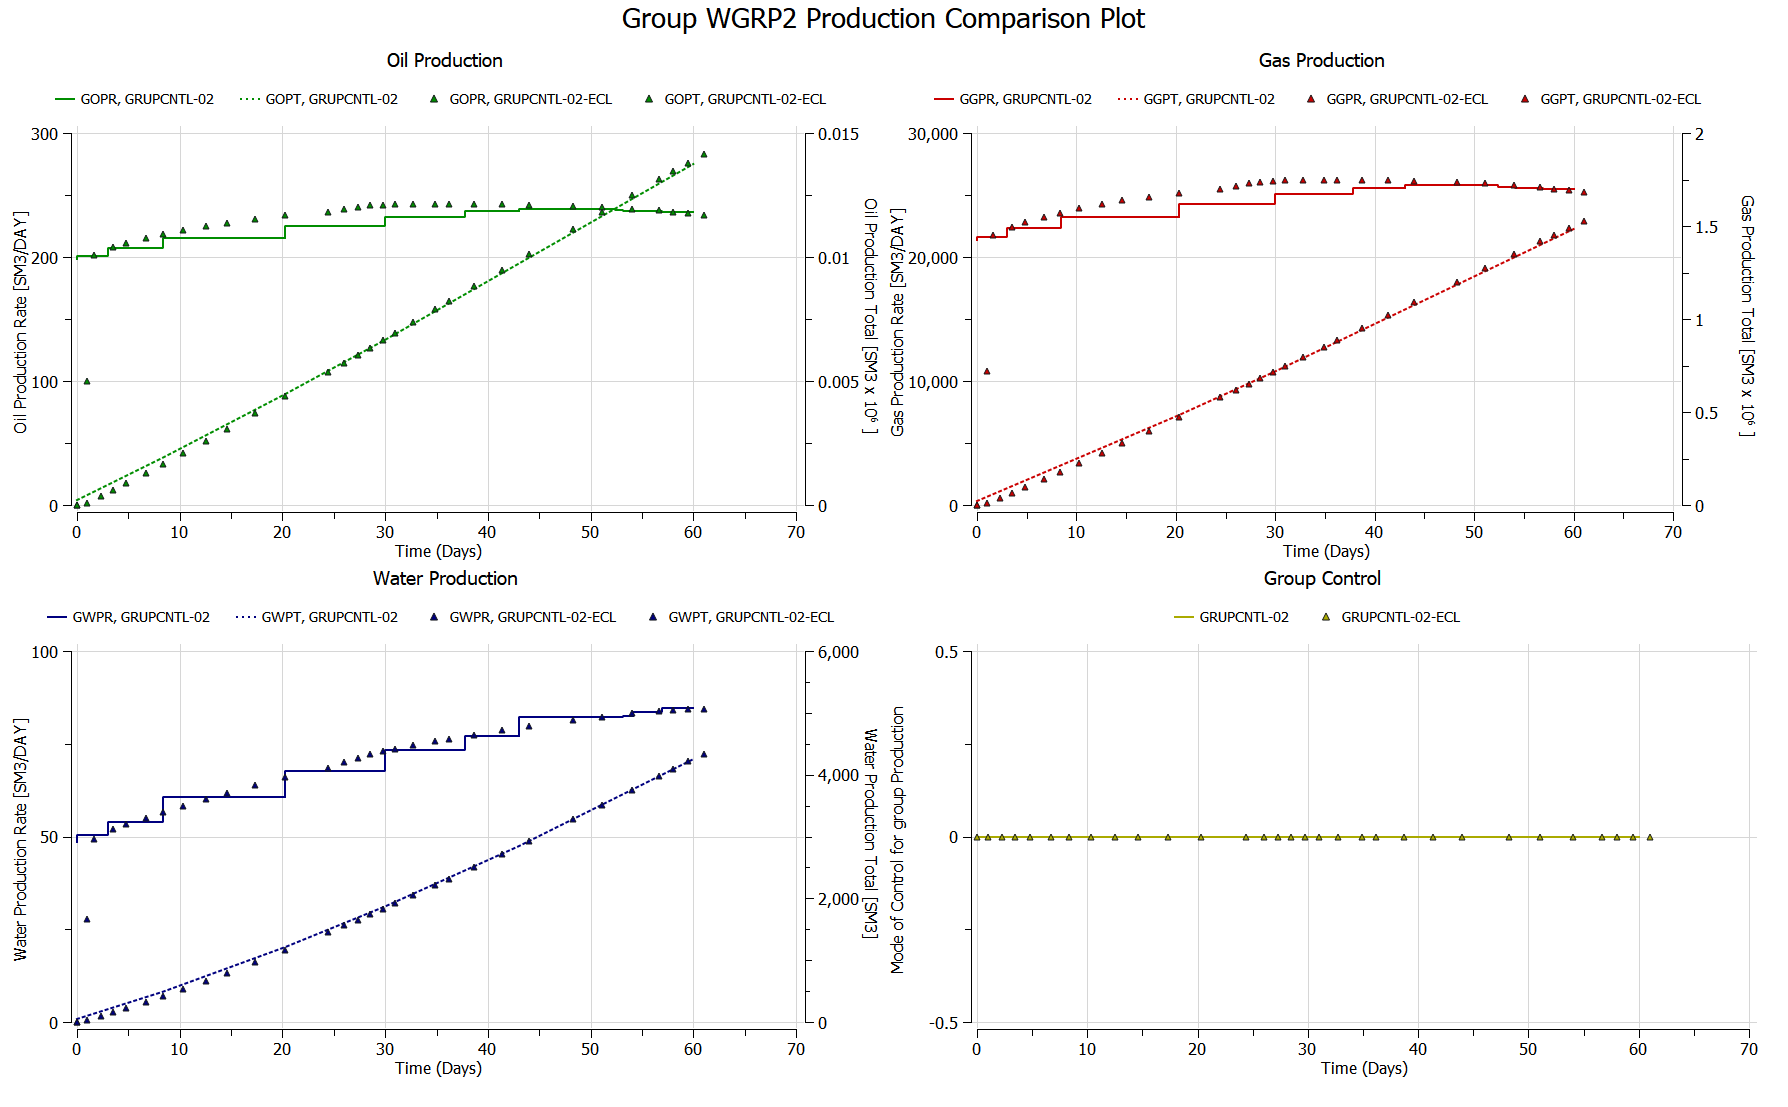 Group WGRP2 Production Comparison Plot
Oil Production
GOPR, GRUPCNTL-02
GOPT, GRUPCNTL-02
GOPR, GRUPCNTL-02-ECL
GOPT, GRUPCNTL-02-ECL
300
200
100
0
Oil Production Rate [SM3/DAY]
0.015
0.01
0.005
0
Oil Production Total [SM3 x 10⁶ ]
0 10 20 30 40 50 60 70
Time (Days)
Gas Production
GGPR, GRUPCNTL-02
GGPT, GRUPCNTL-02
GGPR, GRUPCNTL-02-ECL
GGPT, GRUPCNTL-02-ECL
30,000
20,000
10,000
0
Gas Production Rate [SM3/DAY]
2
1.5
1
0.5
0
Gas Production Total [SM3 x 10⁶ ]
0 10 20 30 40 50 60 70
Time (Days)
Water Production
GWPR, GRUPCNTL-02
GWPT, GRUPCNTL-02
GWPR, GRUPCNTL-02-ECL
GWPT, GRUPCNTL-02-ECL
100
50
0
Water Production Rate [SM3/DAY]
6,000
4,000
2,000
0
Water Production Total [SM3]
0 10 20 30 40 50 60 70
Time (Days)
Group Control
GRUPCNTL-02
GRUPCNTL-02-ECL
0.5
0
-0.5
Mode of Control for group Production
0 10 20 30 40 50 60 70
Time (Days)